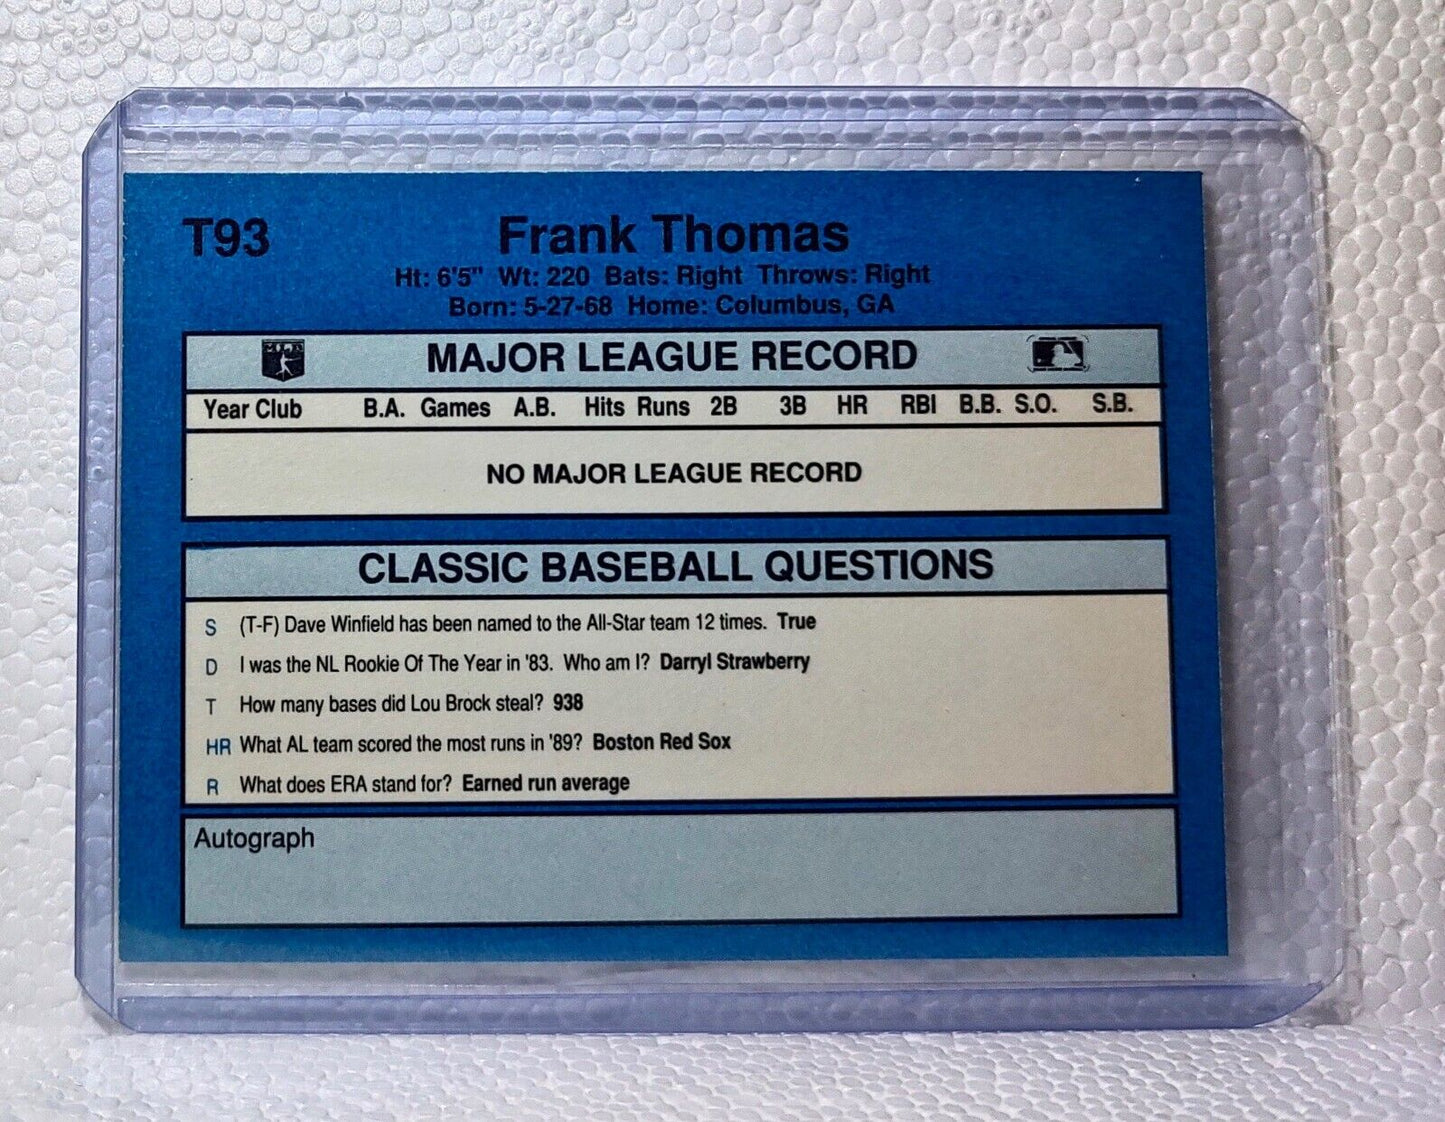 T93
Frank Thomas
Ht: 6'5" Wt: 220 Bats: Right Throws: Right
Born: 5-27-68 Home: Columbus, GA
MAJOR LEAGUE RECORD
Year Club B.A. Games A.B. Hits Runs 2B 3B HR RBI B.B. S.O. S.B.
NO MAJOR LEAGUE RECORD
CLASSIC BASEBALL QUESTIONS
S (T-F) Dave Winfield has been named to the All-Star team 12 times. True
D I was the NL Rookie Of The Year in '83. Who am I? Darryl Strawberry
T How many bases did Lou Brock steal? 938
HR What AL team scored the most runs in '89? Boston Red Sox
R What does ERA stand for? Earned run average
Autograph